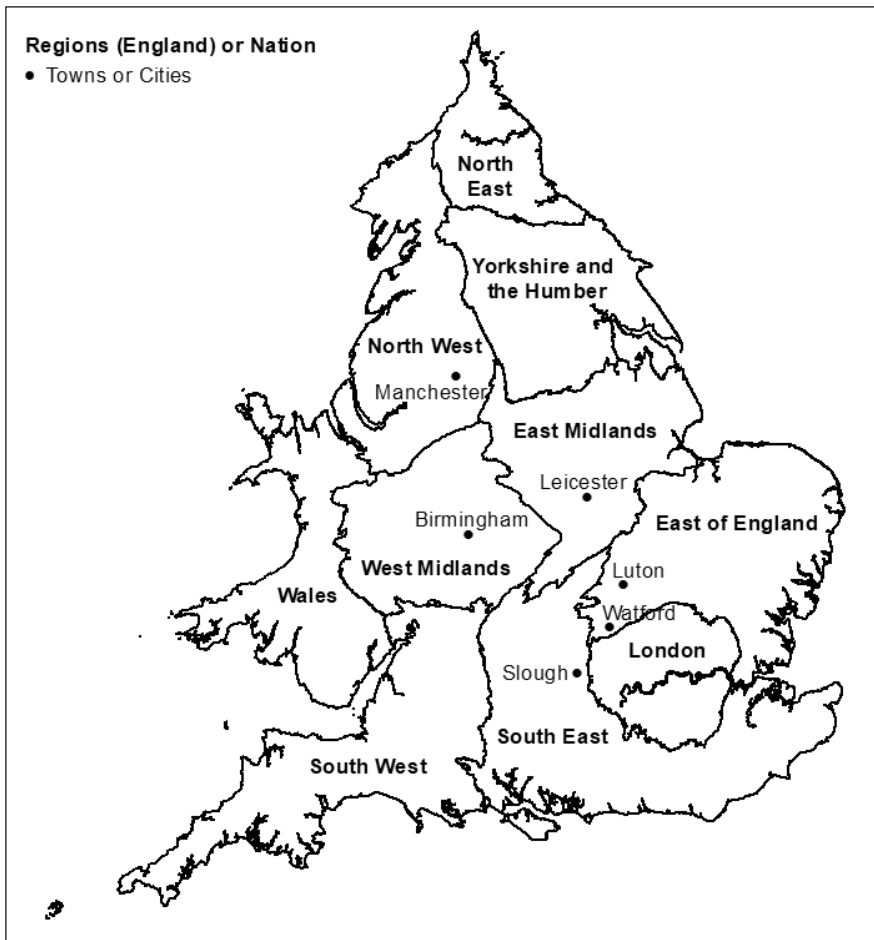 Regions (England) or Nation
• Towns or Cities
North
East
Yorkshire and
the Humber
North West
Manchester
East Midlands
Leicester
Birmingham
East of England
West Midlands
Luton
Wales
Watford
London
Slough
South East
South West